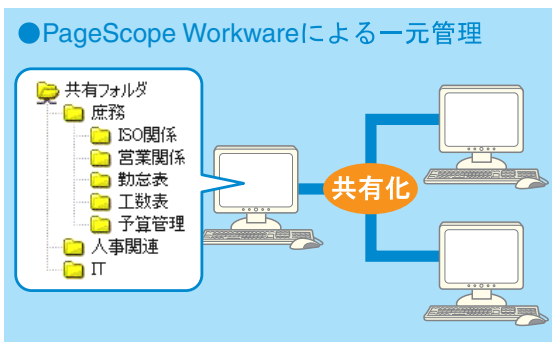 ●PageScope Workwareによる一元管理
共有フォルダ
庶務
ISO関係
営業関係
勤怠表
工数表
予算管理
人事関連
IT
共有化